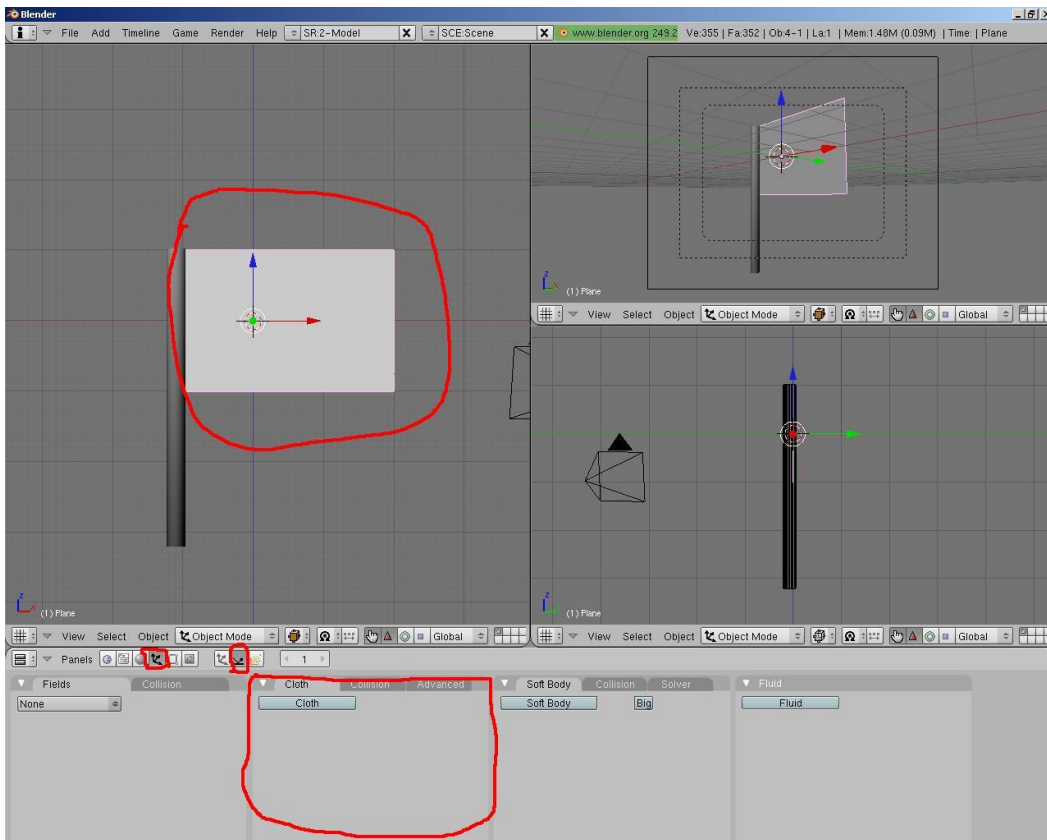 Blender
File Add Timeline Game Render Help SR:2-Model X SCE:Scene X www.blender.org 249.2 Ve:355 | Fa:352 | Ob:4-1 | La:1 | Mem:1.48M (0.09M) | Time: | Plane
z
x
(1) Plane
View Select Object Object Mode Global
z
(1) Plane
View Select Object Object Mode Global
z
x
(1) Plane
View Select Object Object Mode Global
Panels 1
Fields Collision
None
Cloth Collision Advanced
Cloth
Soft Body Collision Solver
Soft Body Big
Fluid
Fluid